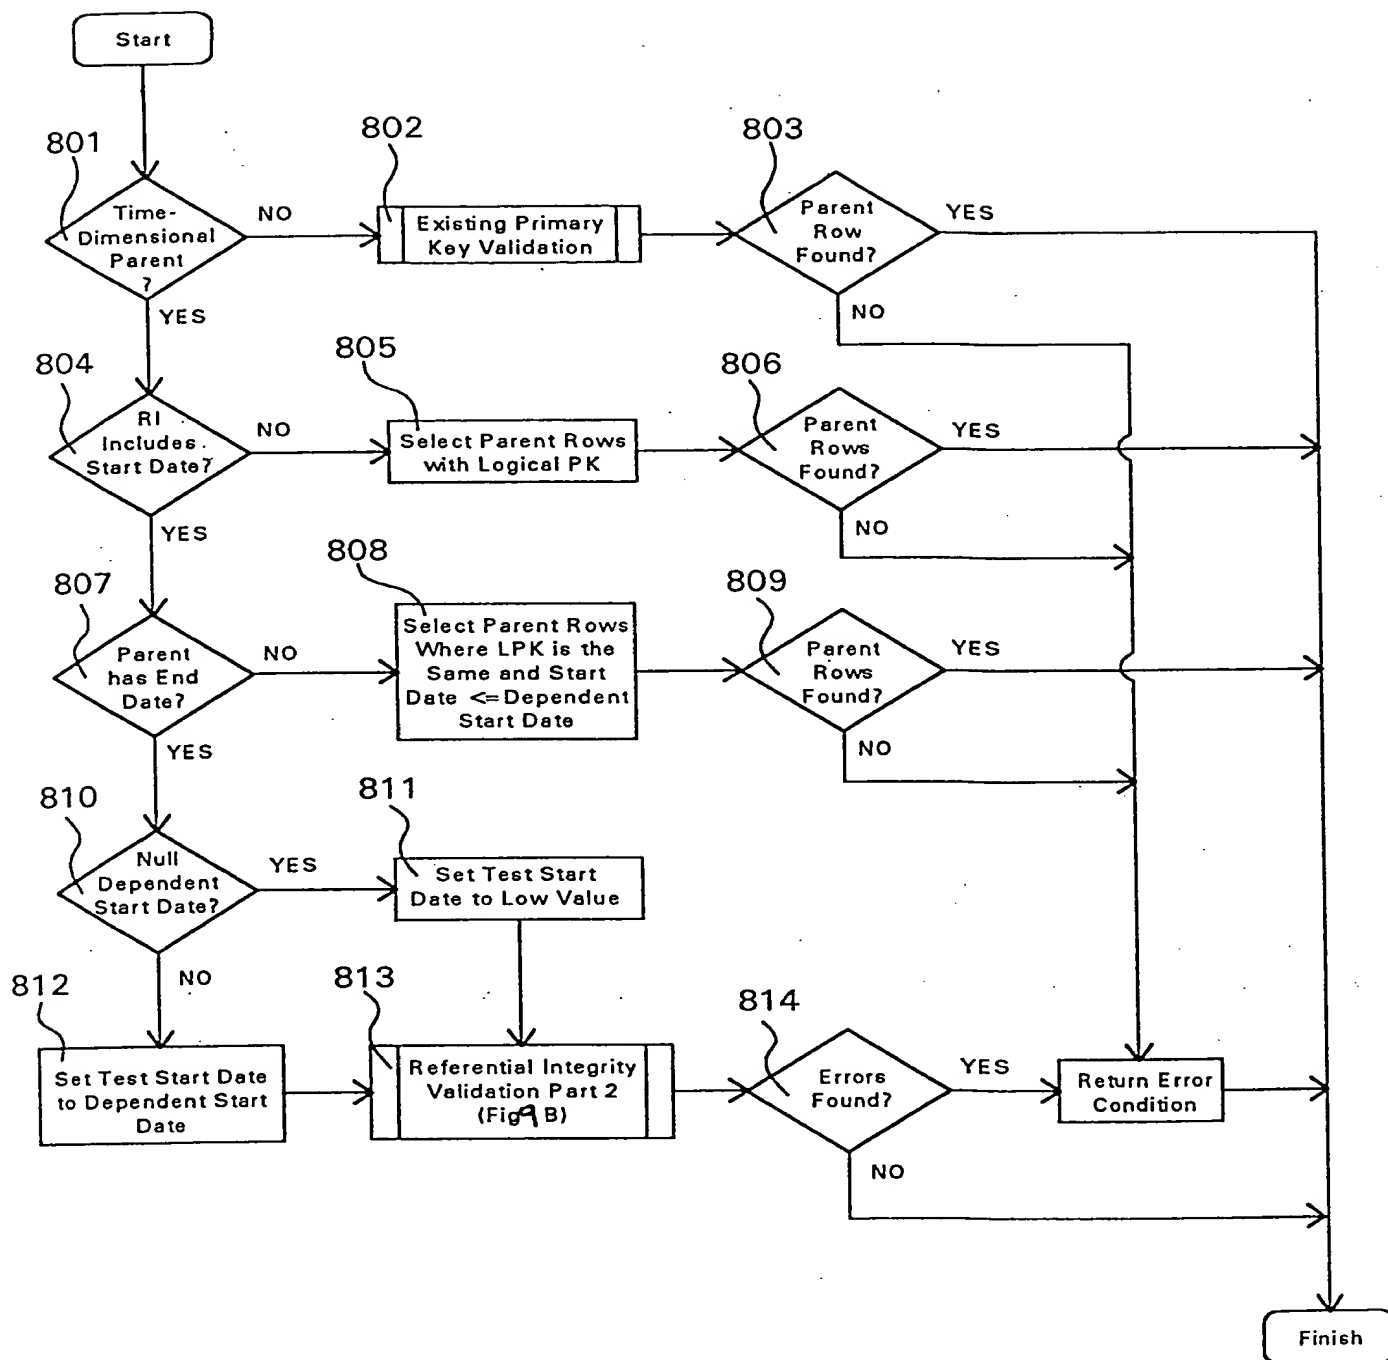 Start
801
Time-
Dimensional
Parent
?
NO
YES
802
Existing Primary
Key Validation
803
Parent
Row
Found?
YES
NO
804
RI
Includes
Start Date?
NO
YES
805
Select Parent Rows
with Logical PK
806
Parent
Rows
Found?
YES
NO
807
Parent
has End
Date?
NO
YES
808
Select Parent Rows
Where LPK is the
Same and Start
Date <=Dependent
Start Date
809
Parent
Rows
Found?
YES
NO
810
Null
Dependent
Start Date?
YES
NO
811
Set Test Start
Date to Low Value
812
Set Test Start Date
to Dependent Start
Date
813
Referential Integrity
Validation Part 2
(Fig 9 B)
814
Errors
Found?
YES
NO
Return Error
Condition
Finish